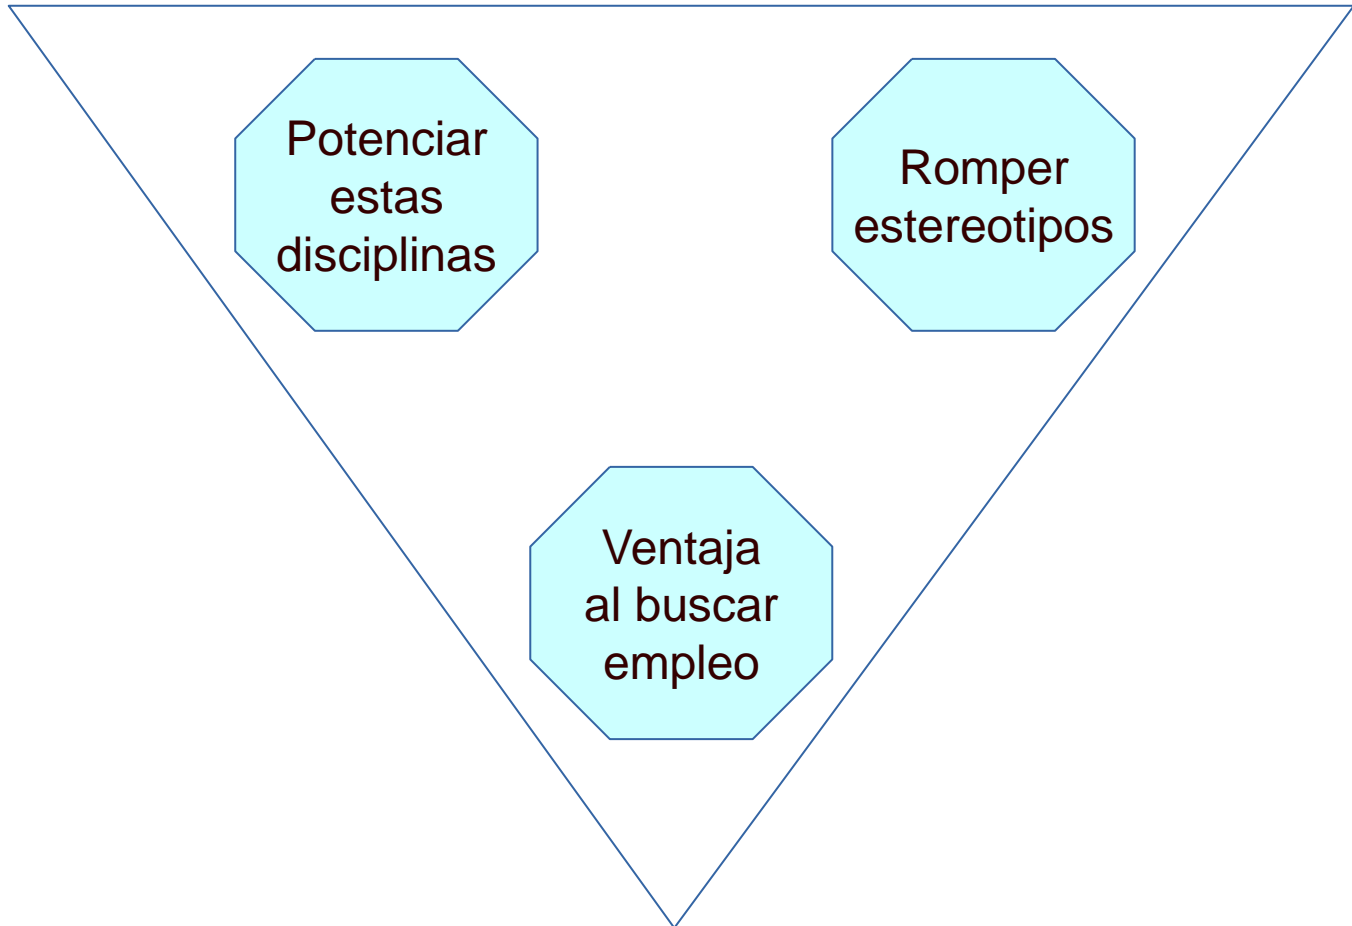 Potenciar
estas
disciplinas
Romper
estereotipos
Ventaja
al buscar
empleo